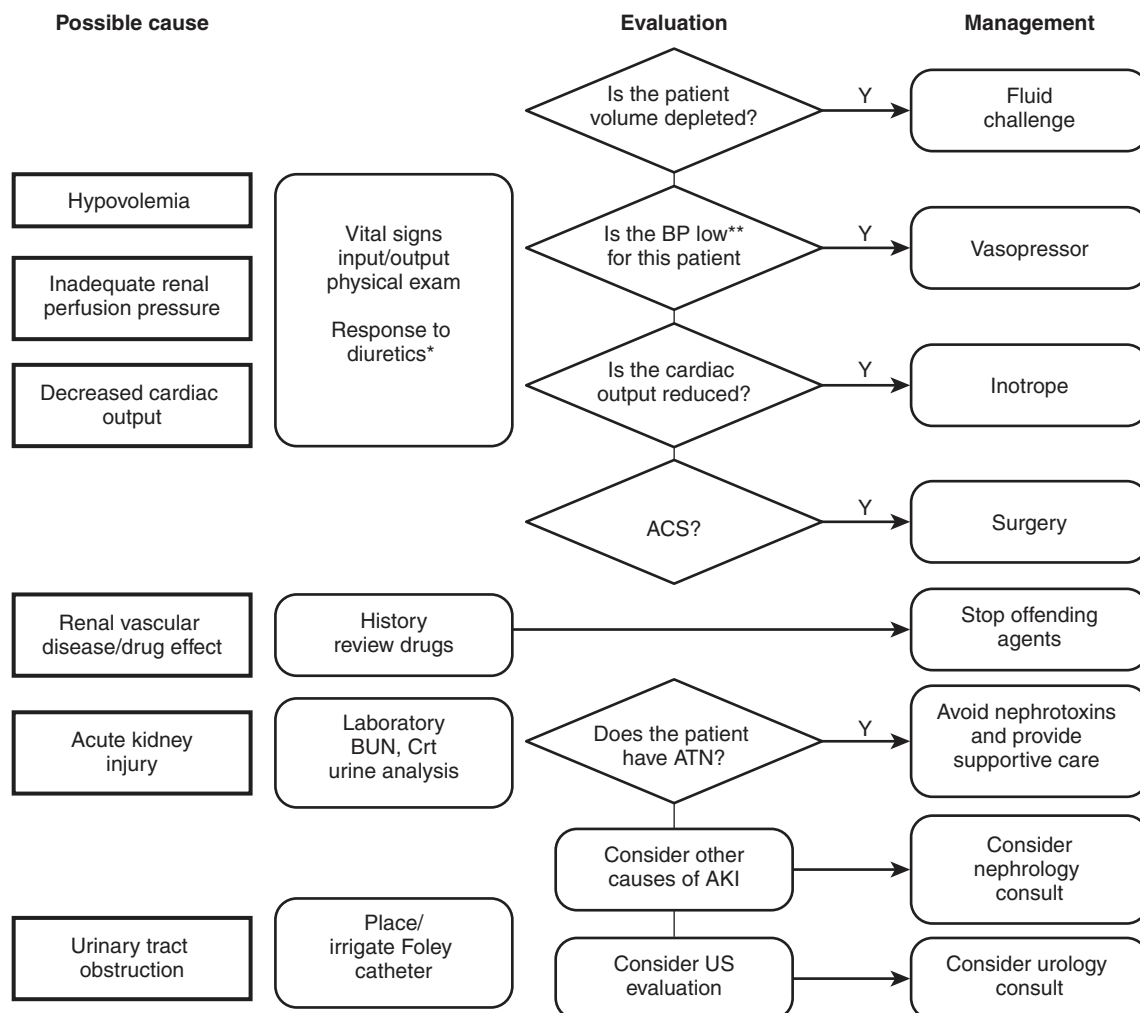 Possible cause
Evaluation
Management
Is the patient
volume depleted?
Y
Fluid
challenge
Hypovolemia
Inadequate renal
perfusion pressure
Decreased cardiac
output
Vital signs
input/output
physical exam
Response to
diuretics*
Is the BP low**
for this patient
Y
Vasopressor
Is the cardiac
output reduced?
Y
Inotrope
ACS?
Y
Surgery
Renal vascular
disease/drug effect
History
review drugs
Stop offending
agents
Acute kidney
injury
Laboratory
BUN, Crt
urine analysis
Does the patient
have ATN?
Y
Avoid nephrotoxins
and provide
supportive care
Consider other
causes of AKI
Consider
nephrology
consult
Urinary tract
obstruction
Place/
irrigate Foley
catheter
Consider US
evaluation
Consider urology
consult